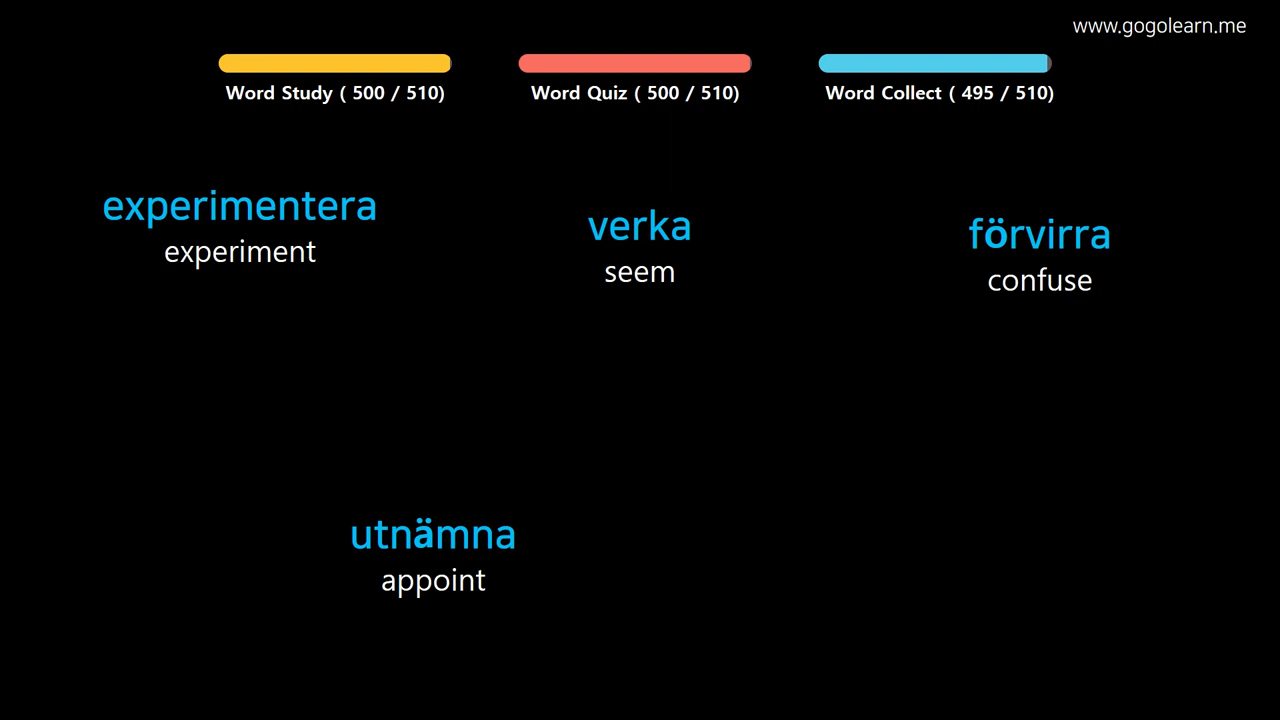 www.gogolearn.me
Word Study ( 500 / 510)
Word Quiz ( 500 / 510)
Word Collect ( 495 / 510)
experimentera
experiment
verka
seem
förvirra
confuse
utnämna
appoint